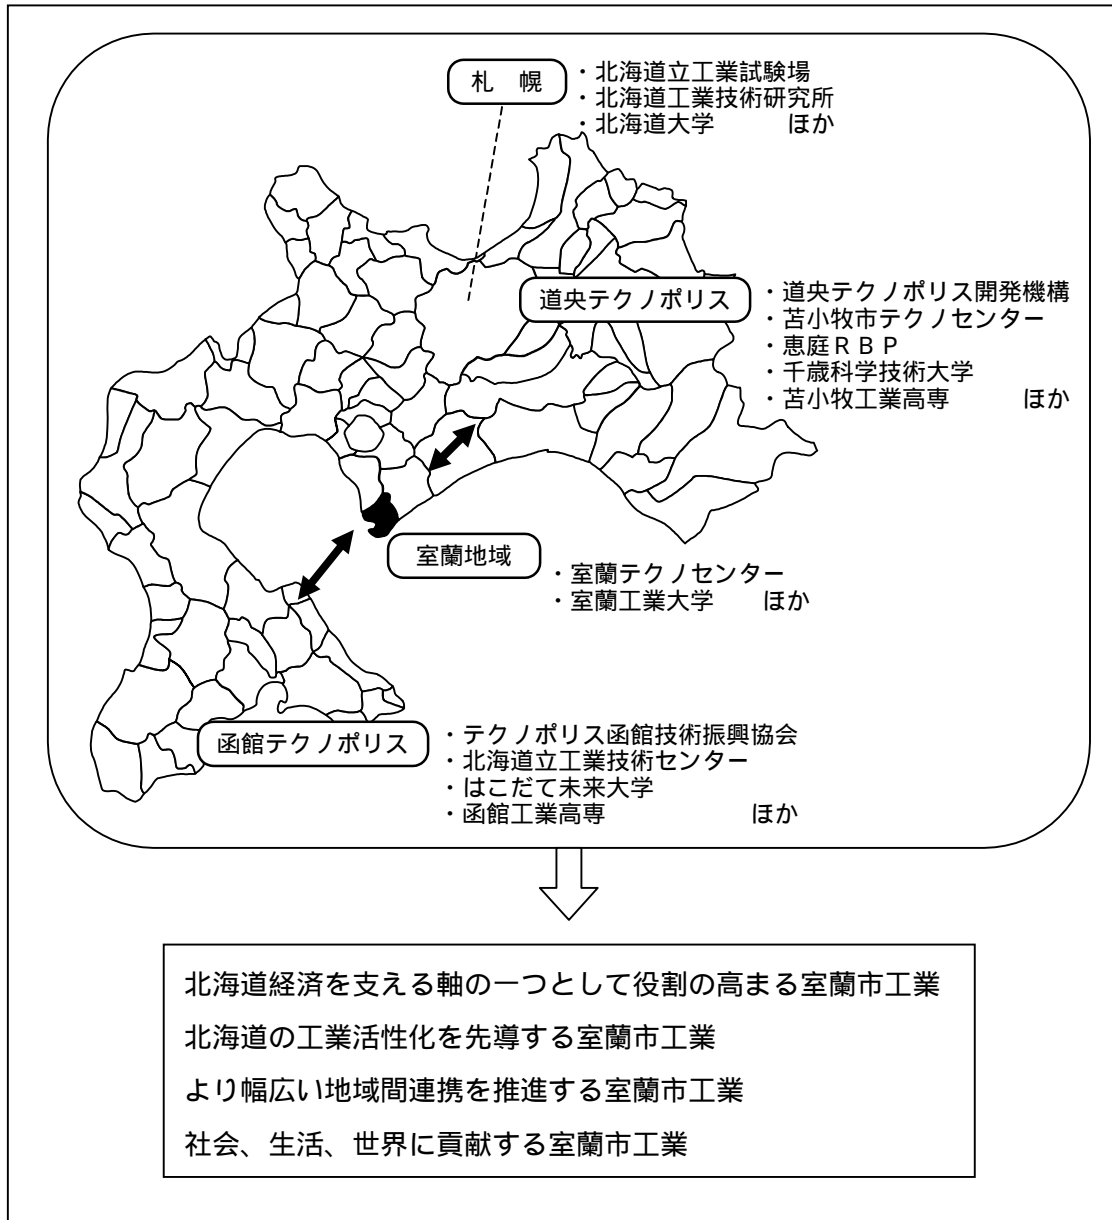 札　幌
・北海道立工業試験場
・北海道工業技術研究所
・北海道大学　　　ほか
道央テクノポリス
・道央テクノポリス開発機構
・苫小牧市テクノセンター
・恵庭ＲＢＰ
・千歳科学技術大学
・苫小牧工業高専　　　ほか
室蘭地域
・室蘭テクノセンター
・室蘭工業大学　　ほか
函館テクノポリス
・テクノポリス函館技術振興協会
・北海道立工業技術センター
・はこだて未来大学
・函館工業高専　　　　　　ほか
北海道経済を支える軸の一つとして役割の高まる室蘭市工業
北海道の工業活性化を先導する室蘭市工業
より幅広い地域間連携を推進する室蘭市工業
社会、生活、世界に貢献する室蘭市工業